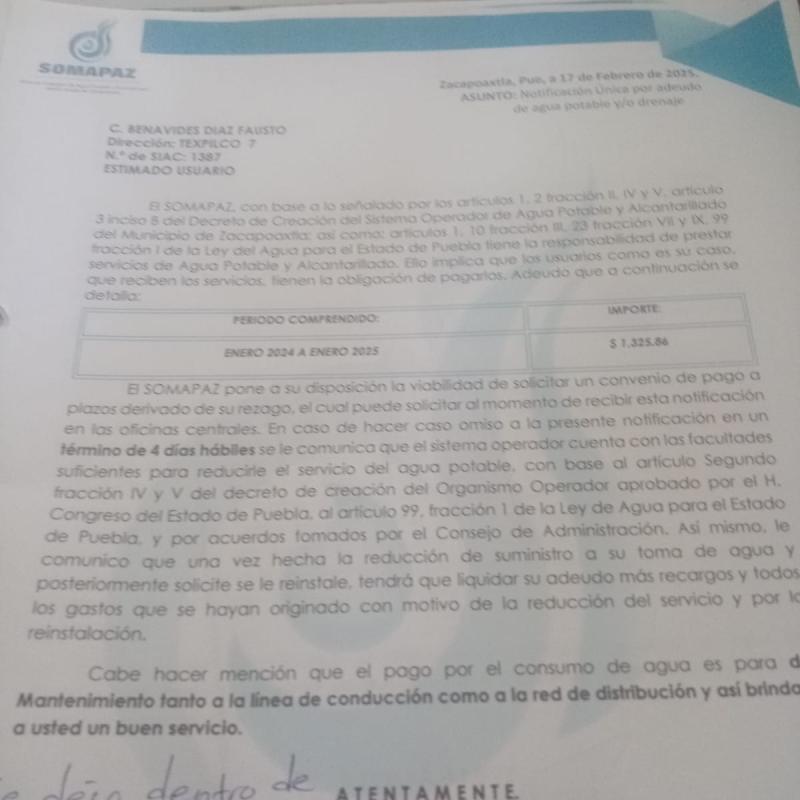 SOMAPAZ
Zacapoaxtla, Pue, a 17 de Febrero de 2025.
ASUNTO: Notificación Única por adeudo
de agua potable y/o drenaje
C. BENAVIDES DIAZ FAUSTO
Dirección: TEXPILCO 7
N.° de SIAC: 1387
ESTIMADO USUARIO
El SOMAPAZ, con base a lo señalado por los artículos 1, 2 fracción II, IV y V, artículo
3 inciso B del Decreto de Creación del Sistema Operador de Agua Potable y Alcantarillado
del Municipio de Zacapoaxtla; así como; artículos 1, 10 fracción III, 23 fracción VII y IX, 99
fracción I de la Ley del Agua para el Estado de Puebla tiene la responsabilidad de prestar
servicios de Agua Potable y Alcantarillado. Ello implica que los usuarios como es su caso,
que reciben los servicios, tienen la obligación de pagarlos. Adeudo que a continuación se
detalla:
PERIODO COMPRENDIDO:
IMPORTE:
ENERO 2024 A ENERO 2025
$ 1,325.86
El SOMAPAZ pone a su disposición la viabilidad de solicitar un convenio de pago a
plazos derivado de su rezago, el cual puede solicitar al momento de recibir esta notificación
en las oficinas centrales. En caso de hacer caso omiso a la presente notificación en un
término de 4 días hábiles se le comunica que el sistema operador cuenta con las facultades
suficientes para reducirle el servicio del agua potable, con base al artículo Segundo
fracción IV y V del decreto de creación del Organismo Operador aprobado por el H.
Congreso del Estado de Puebla, al artículo 99, fracción 1 de la Ley de Agua para el Estado
de Puebla, y por acuerdos tomados por el Consejo de Administración. Así mismo, le
comunico que una vez hecha la reducción de suministro a su toma de agua y
posteriormente solicite se le reinstale, tendrá que liquidar su adeudo más recargos y todos
los gastos que se hayan originado con motivo de la reducción del servicio y por l
reinstalación.
Cabe hacer mención que el pago por el consumo de agua es para d
Mantenimiento tanto a la línea de conducción como a la red de distribución y así brinda
a usted un buen servicio.
dejo dentro de
ATENTAMENTE